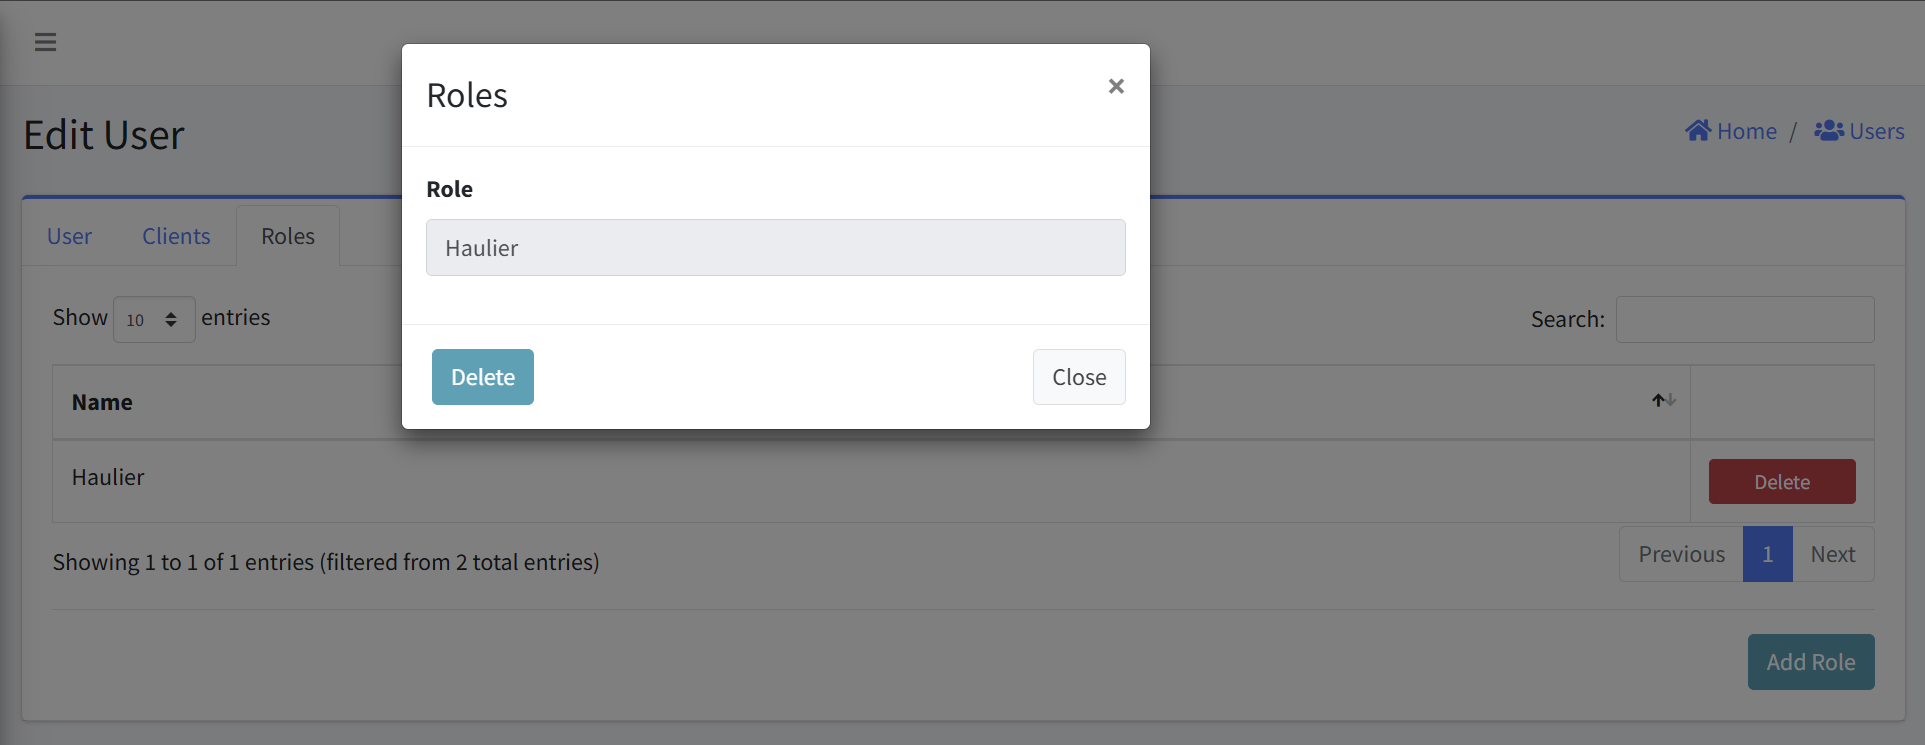 Roles
×
Edit User
Home / Users
Role
User Clients Roles
Haulier
Show 10 entries
Search:
Delete
Close
Name
Haulier
Delete
Showing 1 to 1 of 1 entries (filtered from 2 total entries)
Previous 1 Next
Add Role